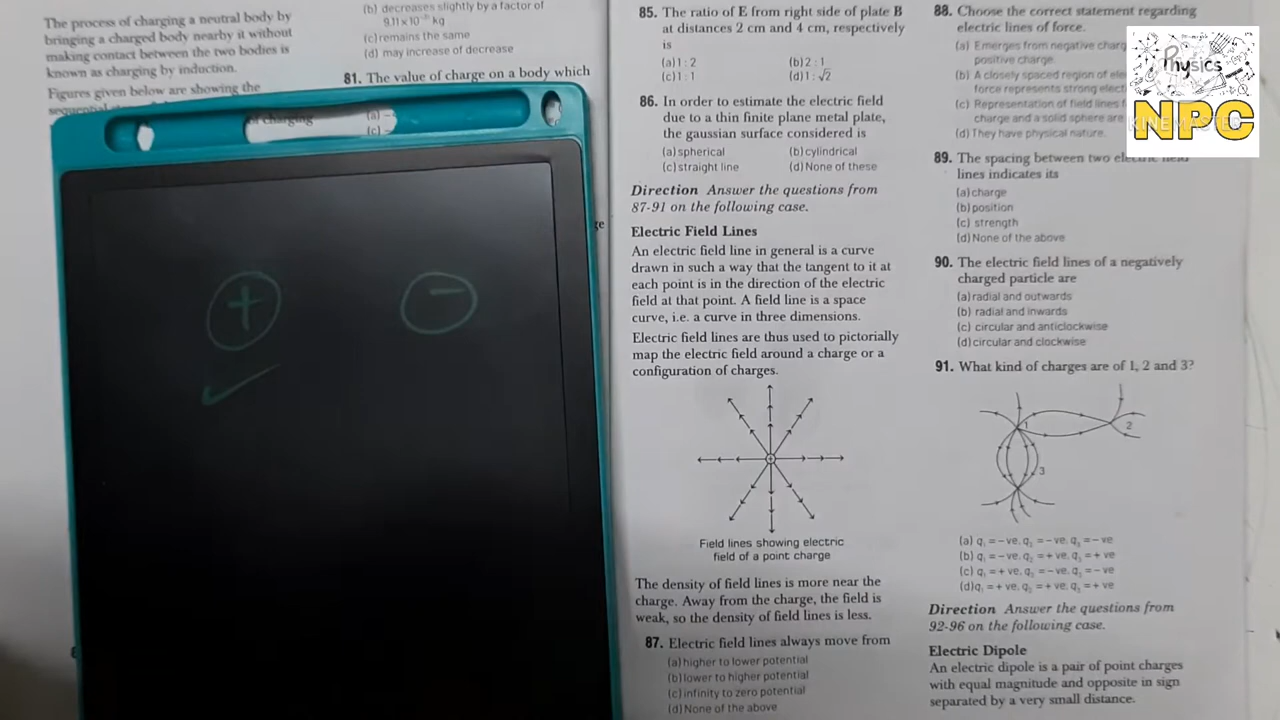 The process of charging a neutral body by
bringing a charged body nearby it without
making contact between the two bodies is
known as charging by induction.
Figures given below are showing the
(b) decreases slightly by a factor of
kg
(c) remains the same
(d) may increase of decrease
81. The value of charge on a body which
of charging
(a)
(c)
+
−
85. The ratio of E from right side of plate B
at distances 2 cm and 4 cm, respectively
is
(a) 1 : 2 (b) 2 : 1
(c) 1 : 1 (d) 1 : √2
86. In order to estimate the electric field
due to a thin finite plane metal plate,
the gaussian surface considered is
(a) spherical (b) cylindrical
(c) straight line (d) None of these
Direction Answer the questions from
87-91 on the following case.
Electric Field Lines
An electric field line in general is a curve
drawn in such a way that the tangent to it at
each point is in the direction of the electric
field at that point. A field line is a space
curve, i.e. a curve in three dimensions.
Electric field lines are thus used to pictorially
map the electric field around a charge or a
configuration of charges.
Field lines showing electric
field of a point charge
The density of field lines is more near the
charge. Away from the charge, the field is
weak, so the density of field lines is less.
87. Electric field lines always move from
(a) higher to lower potential
(b) lower to higher potential
(c) infinity to zero potential
(d) None of the above
88. Choose the correct statement regarding
electric lines of force.
(a) Emerges from negative
positive charge.
(b) A closely spaced region of
force represents strong
(c) Representation of field lines
charge and a solid sphere are
(d) They have physical nature.
89. The spacing between two electric field
lines indicates its
(a) charge
(b) position
(c) strength
(d) None of the above
90. The electric field lines of a negatively
charged particle are
(a) radial and outwards
(b) radial and inwards
(c) circular and anticlockwise
(d) circular and clockwise
91. What kind of charges are of 1, 2 and 3?
1
2
3
(a) q₁ = – ve, q₂ = – ve, q₃ = – ve
(b) q₁ = – ve, q₂ = + ve, q₃ = + ve
(c) q₁ = + ve, q₂ = – ve, q₃ = – ve
(d) q₁ = + ve, q₂ = + ve, q₃ = + ve
Direction Answer the questions from
92-96 on the following case.
Electric Dipole
An electric dipole is a pair of point charges
with equal magnitude and opposite in sign
separated by a very small distance.
Physics
NPC